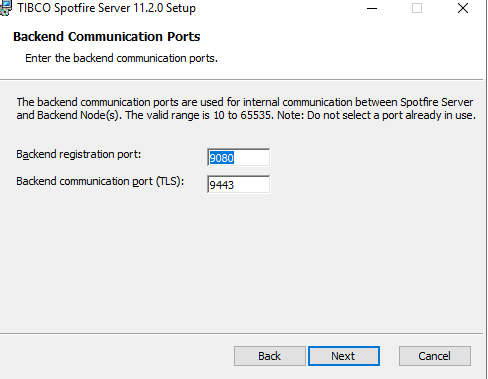 TIBCO Spotfire Server 11.2.0 Setup
Backend Communication Ports
Enter the backend communication ports.
The backend communication ports are used for internal communication between Spotfire Server
and Backend Node(s). The valid range is 10 to 65535. Note: Do not select a port already in use.
Backend registration port: 9080
Backend communication port (TLS): 9443
Back Next Cancel